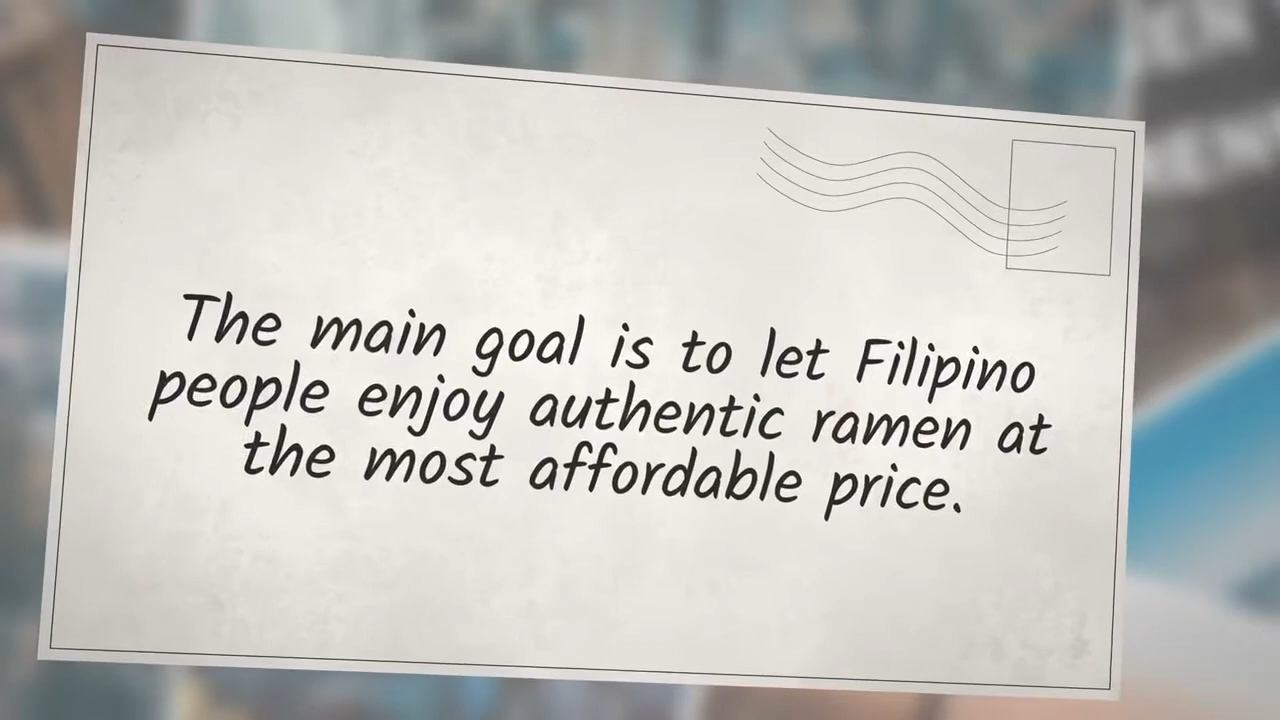 The main goal is to let Filipino
people enjoy authentic ramen at
the most affordable price.